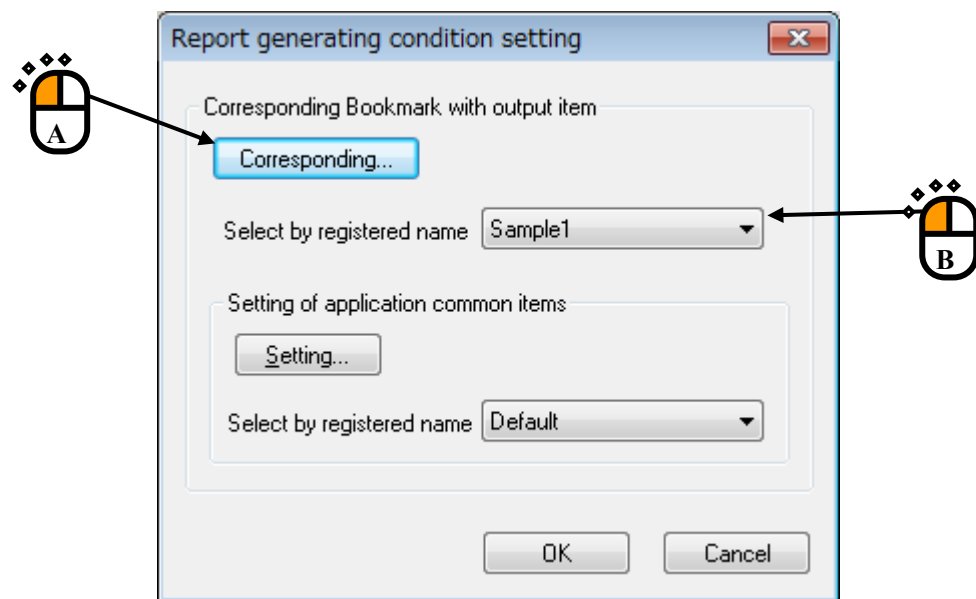 Report generating condition setting
A
Corresponding Bookmark with output item
Corresponding...
Select by registered name Sample1
B
Setting of application common items
Setting...
Select by registered name Default
OK Cancel